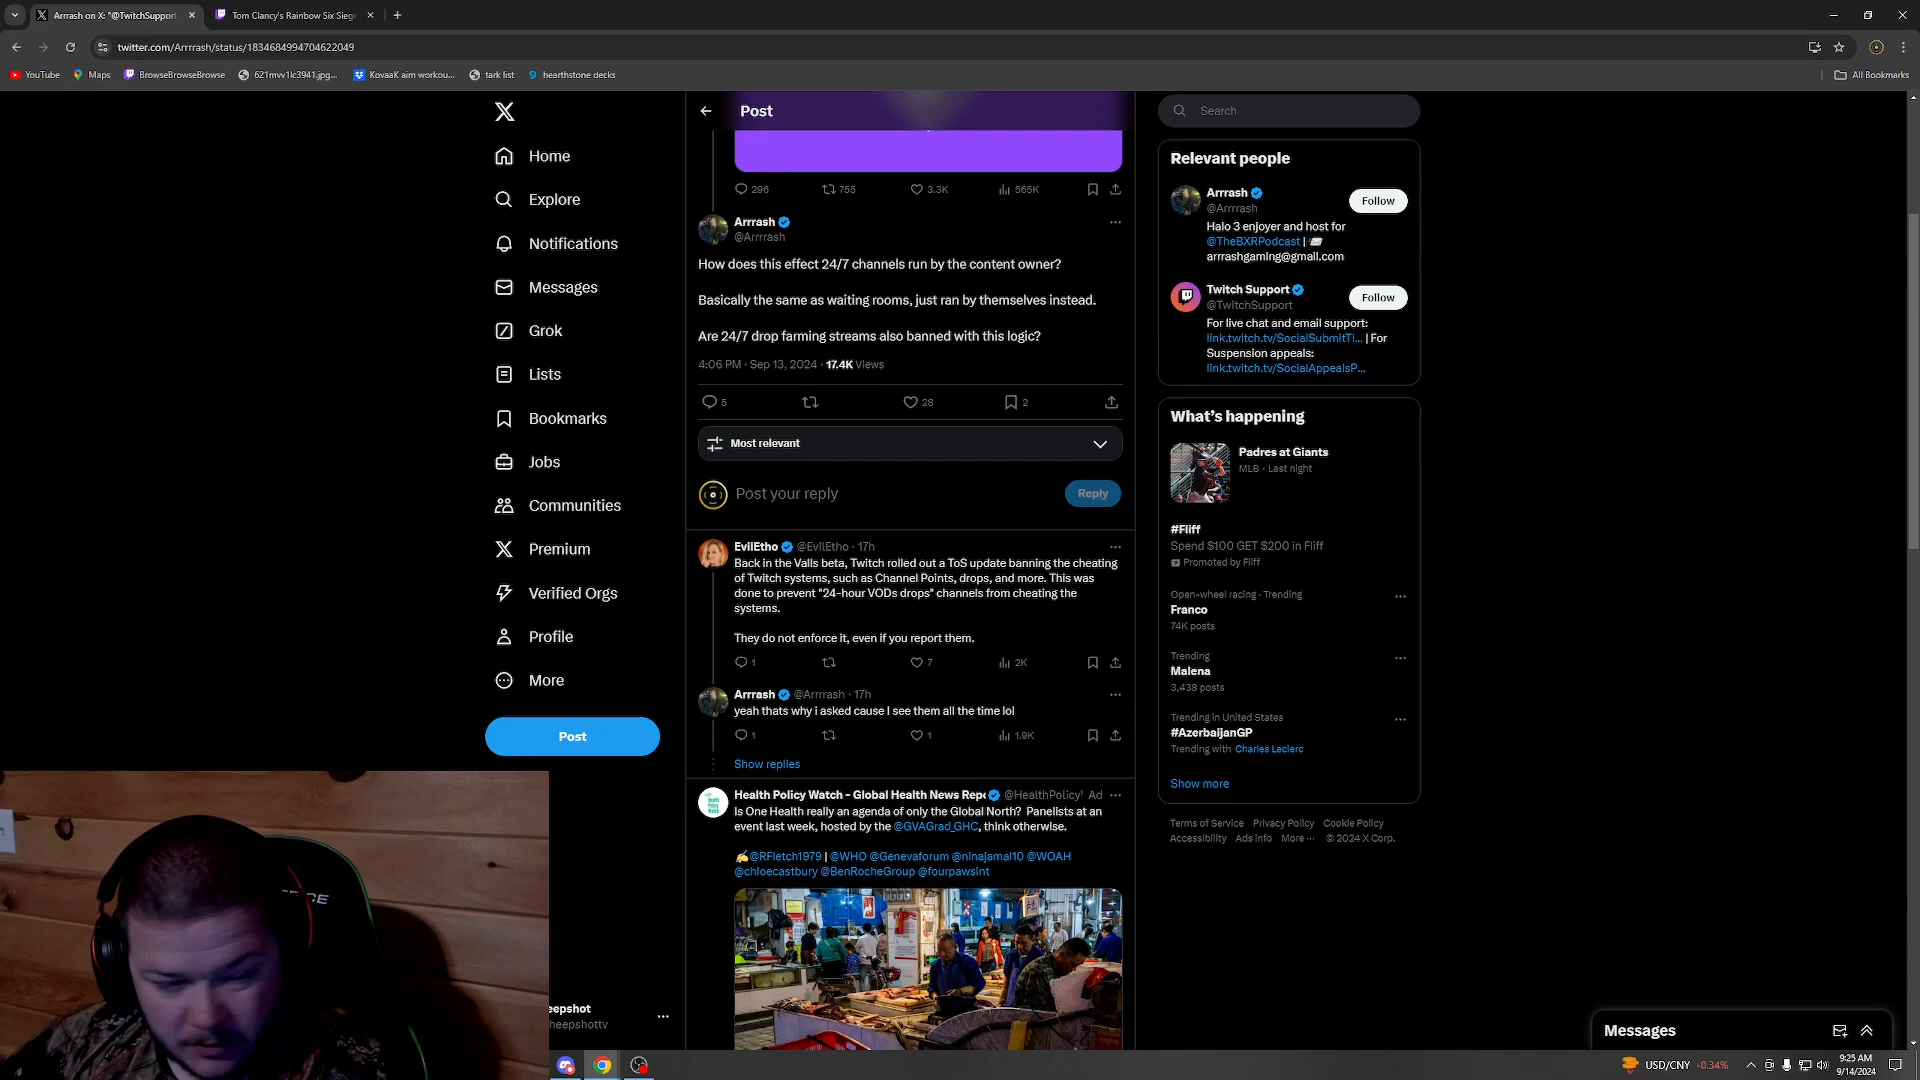 Arrrash on X: "@TwitchSupport
Tom Clancy's Rainbow Six Siege
twitter.com/Arrrrash/status/1834684994704622049
YouTube
Maps
BrowseBrowseBrowse
621mvv1lc3941.jpg...
KovaaK aim workou...
tark list
hearthstone decks
All Bookmarks
Home
Explore
Notifications
Messages
Grok
Lists
Bookmarks
Jobs
Communities
Premium
Verified Orgs
Profile
More
Post
eepshot
heepshottv
Post
296
755
3.3K
565K
Arrrash
@Arrrrash
How does this effect 24/7 channels run by the content owner?
Basically the same as waiting rooms, just ran by themselves instead.
Are 24/7 drop farming streams also banned with this logic?
4:06 PM · Sep 13, 2024 · 17.4K Views
5
28
2
Most relevant
Post your reply
Reply
EvilEtho @EvilEtho · 17h
Back in the Valls beta, Twitch rolled out a ToS update banning the cheating
of Twitch systems, such as Channel Points, drops, and more. This was
done to prevent "24-hour VODs drops" channels from cheating the
systems.
They do not enforce it, even if you report them.
1
7
2K
Arrrash @Arrrrash · 17h
yeah thats why i asked cause I see them all the time lol
1
1
1.9K
Show replies
Health Policy Watch - Global Health News Repo @HealthPolicyW Ad
Is One Health really an agenda of only the Global North? Panelists at an
event last week, hosted by the @GVAGrad_GHC, think otherwise.
✍@RFletch1979 | @WHO @Genevaforum @ninajamal10 @WOAH
@chloecastbury @BenRocheGroup @fourpawsint
Search
Relevant people
Arrrash
@Arrrrash
Follow
Halo 3 enjoyer and host for
@TheBXRPodcast | 📨
arrrashgaming@gmail.com
Twitch Support
@TwitchSupport
Follow
For live chat and email support:
link.twitch.tv/SocialSubmitTi... | For
Suspension appeals:
link.twitch.tv/SocialAppealsP...
What's happening
Padres at Giants
MLB · Last night
#Fliff
Spend $100 GET $200 in Fliff
Promoted by Fliff
Open-wheel racing · Trending
Franco
74K posts
Trending
Malena
3,438 posts
Trending in United States
#AzerbaijanGP
Trending with Charles Leclerc
Show more
Terms of Service Privacy Policy Cookie Policy
Accessibility Ads info More ··· © 2024 X Corp.
Messages
USD/CNY -0.34%
9:25 AM
9/14/2024